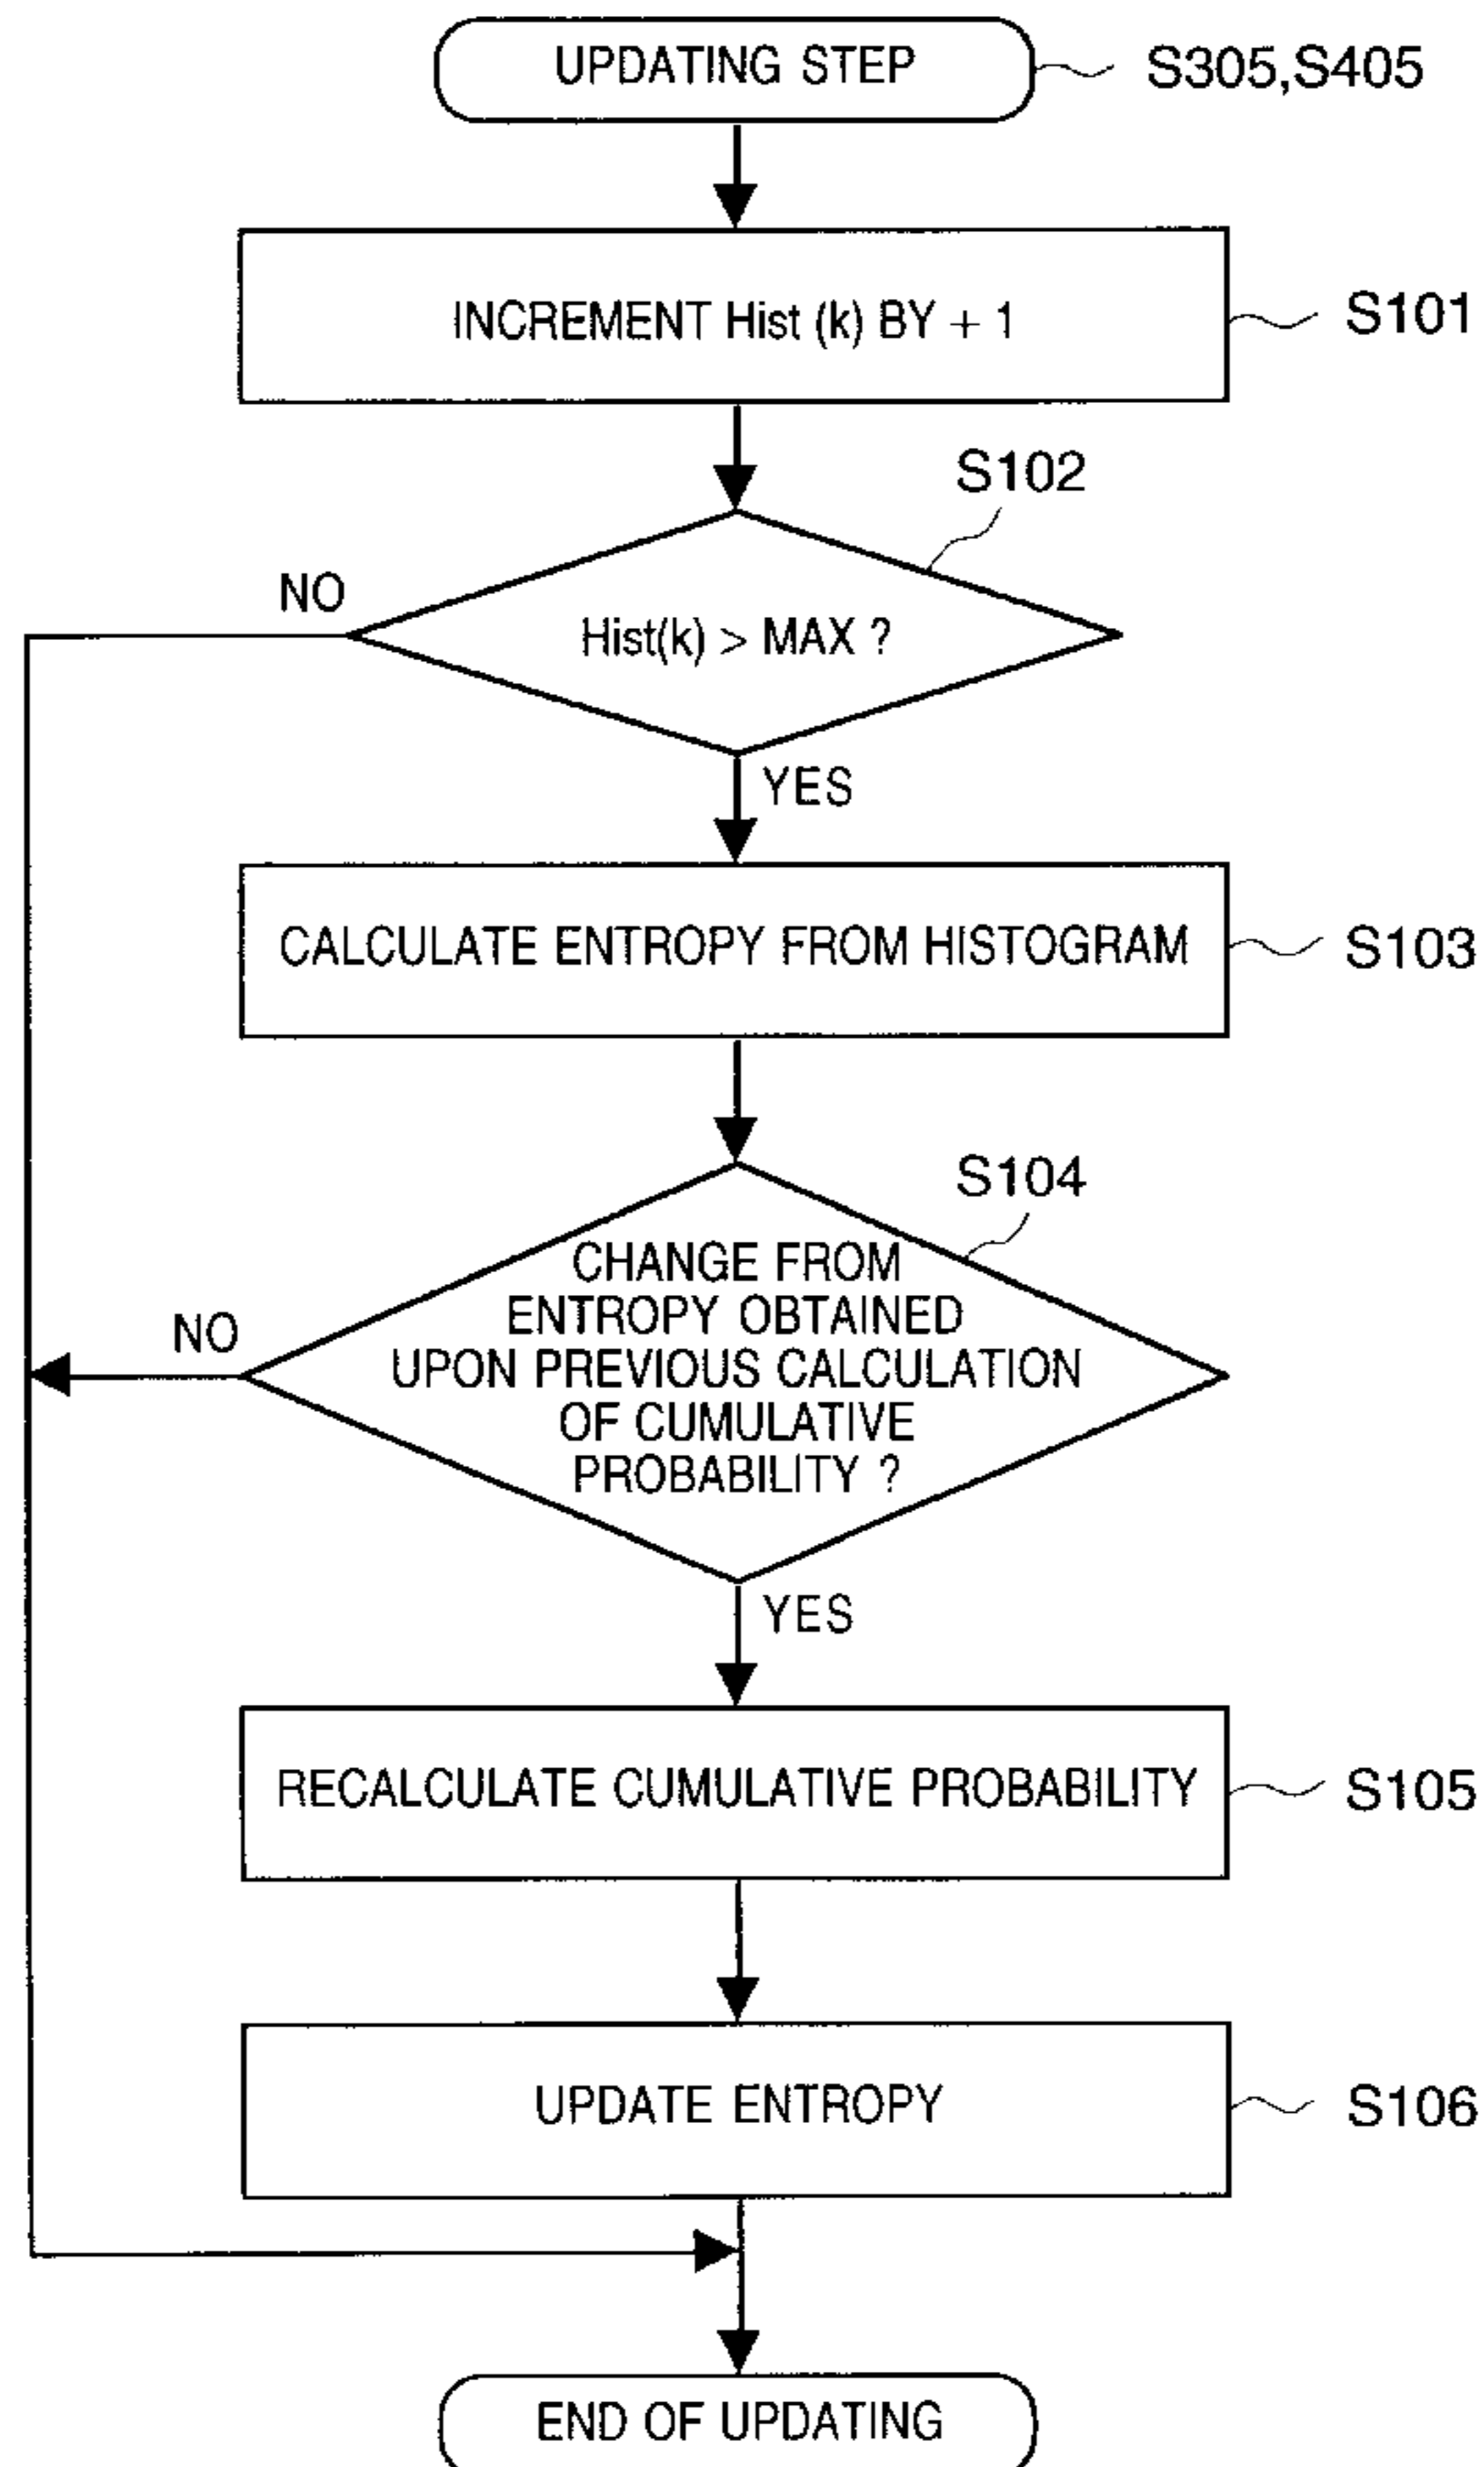 UPDATING STEP
S305,S405
INCREMENT Hist (k) BY + 1
S101
S102
NO
Hist(k) > MAX ?
YES
CALCULATE ENTROPY FROM HISTOGRAM
S103
S104
CHANGE FROM
ENTROPY OBTAINED
UPON PREVIOUS CALCULATION
OF CUMULATIVE
PROBABILITY ?
NO
YES
RECALCULATE CUMULATIVE PROBABILITY
S105
UPDATE ENTROPY
S106
END OF UPDATING